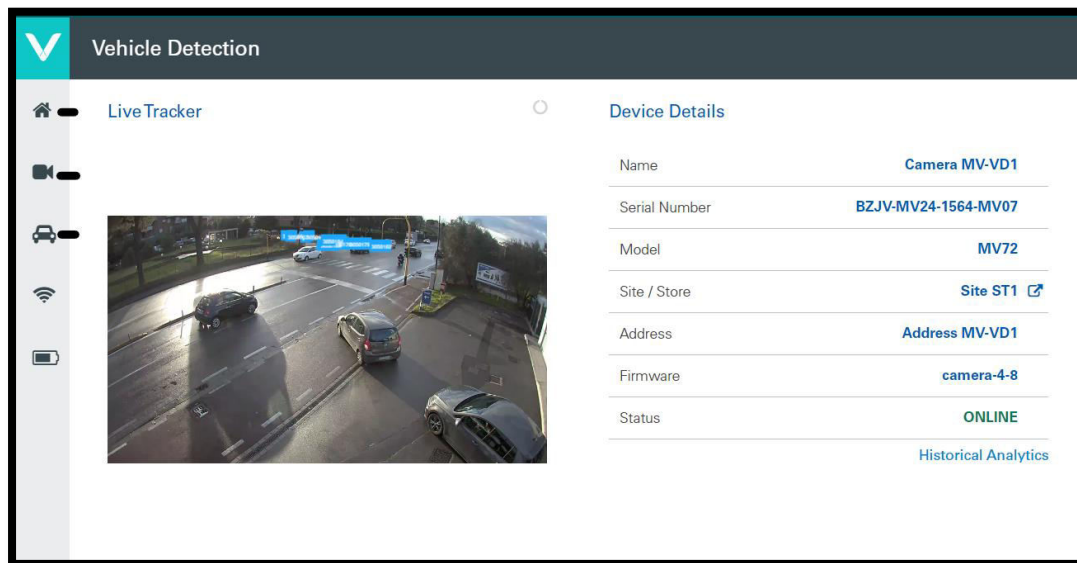 Vehicle Detection
Live Tracker
Device Details
Name Camera MV-VD1
Serial Number BZJV-MV24-1564-MV07
Model MV72
Site / Store Site ST1
Address Address MV-VD1
Firmware camera-4-8
Status ONLINE
Historical Analytics